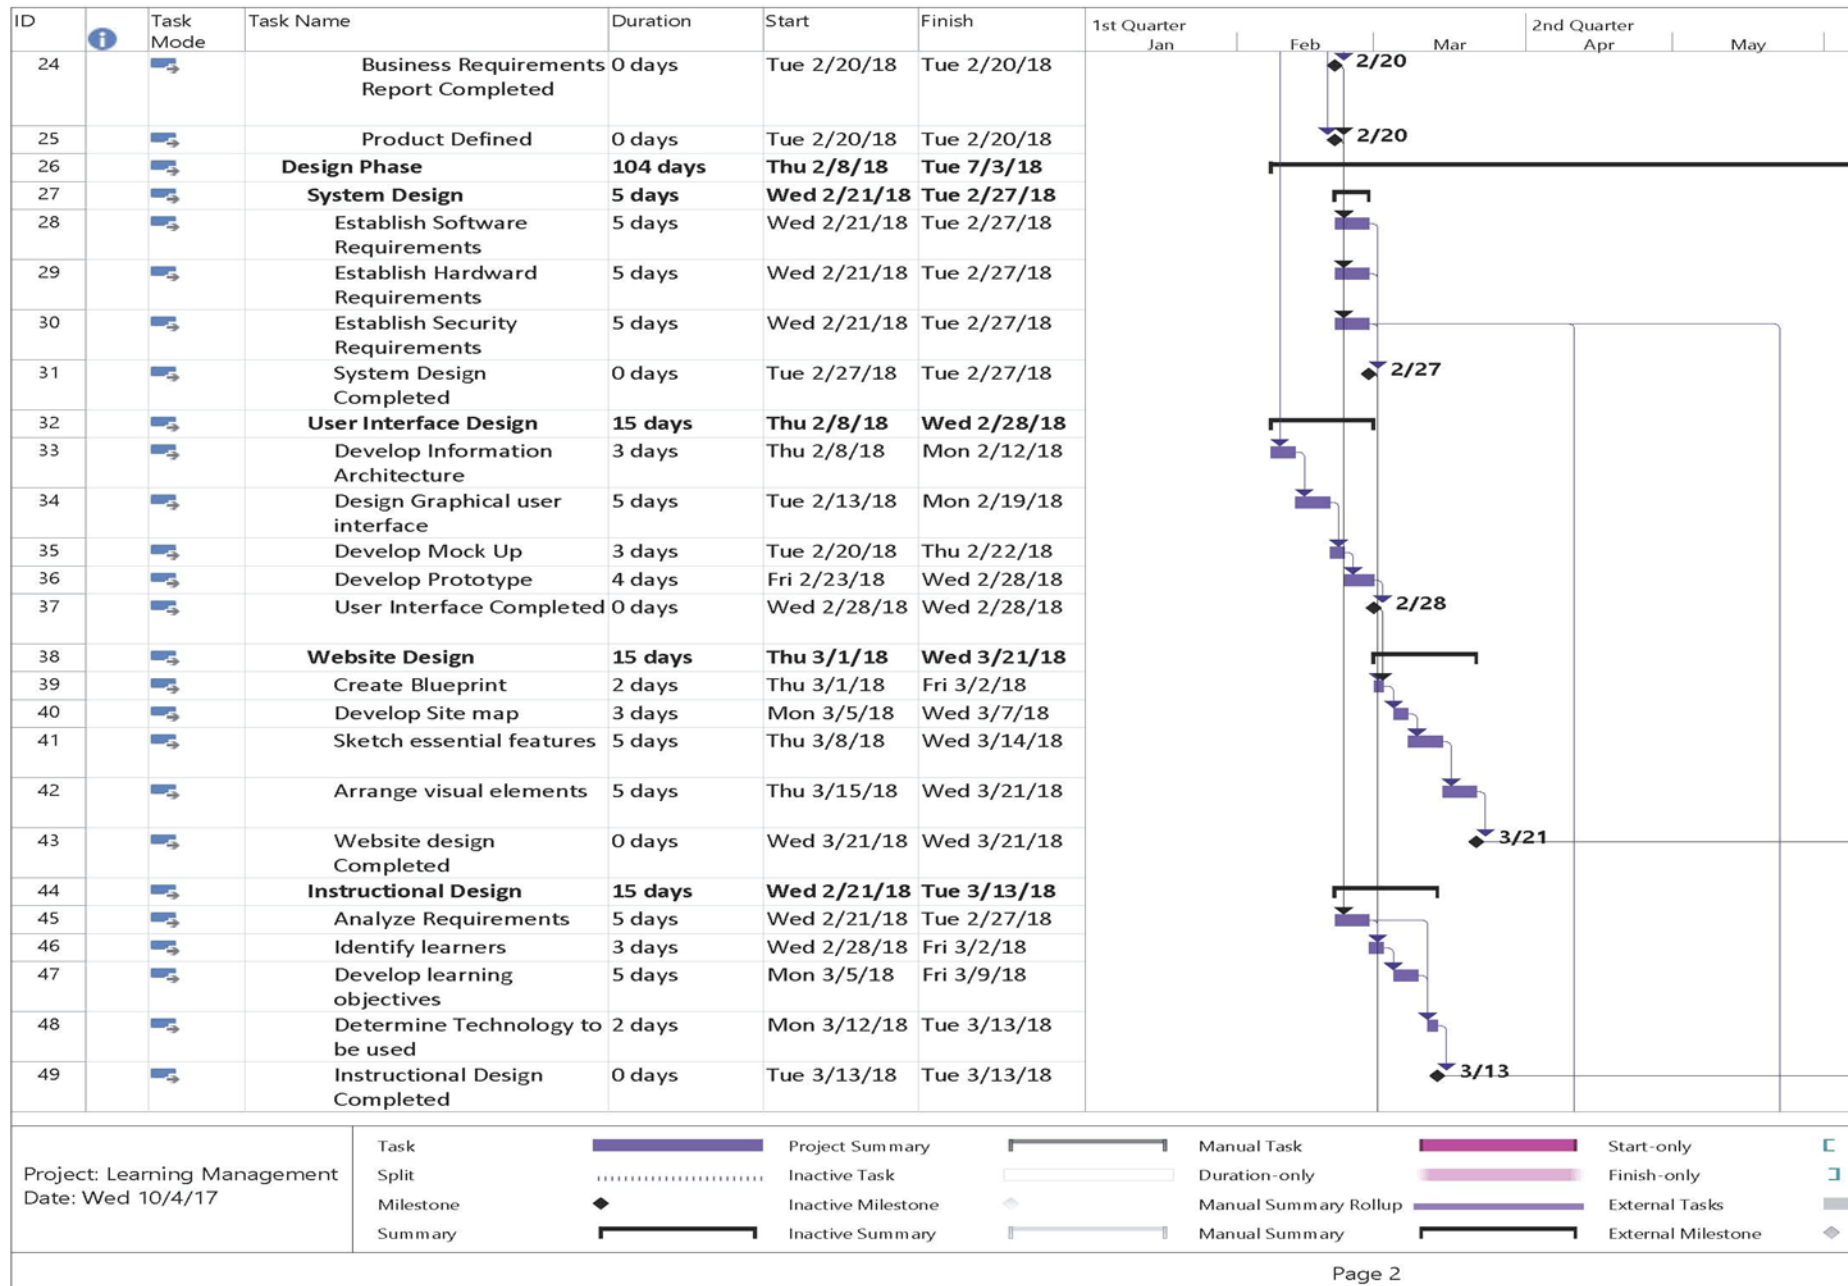 ID Task Mode Task Name Duration Start Finish 1st Quarter 2nd Quarter
Jan Feb Mar Apr May
24 Business Requirements Report Completed 0 days Tue 2/20/18 Tue 2/20/18 2/20
25 Product Defined 0 days Tue 2/20/18 Tue 2/20/18 2/20
26 Design Phase 104 days Thu 2/8/18 Tue 7/3/18
27 System Design 5 days Wed 2/21/18 Tue 2/27/18
28 Establish Software Requirements 5 days Wed 2/21/18 Tue 2/27/18
29 Establish Hardward Requirements 5 days Wed 2/21/18 Tue 2/27/18
30 Establish Security Requirements 5 days Wed 2/21/18 Tue 2/27/18
31 System Design Completed 0 days Tue 2/27/18 Tue 2/27/18 2/27
32 User Interface Design 15 days Thu 2/8/18 Wed 2/28/18
33 Develop Information Architecture 3 days Thu 2/8/18 Mon 2/12/18
34 Design Graphical user interface 5 days Tue 2/13/18 Mon 2/19/18
35 Develop Mock Up 3 days Tue 2/20/18 Thu 2/22/18
36 Develop Prototype 4 days Fri 2/23/18 Wed 2/28/18
37 User Interface Completed 0 days Wed 2/28/18 Wed 2/28/18 2/28
38 Website Design 15 days Thu 3/1/18 Wed 3/21/18
39 Create Blueprint 2 days Thu 3/1/18 Fri 3/2/18
40 Develop Site map 3 days Mon 3/5/18 Wed 3/7/18
41 Sketch essential features 5 days Thu 3/8/18 Wed 3/14/18
42 Arrange visual elements 5 days Thu 3/15/18 Wed 3/21/18
43 Website design Completed 0 days Wed 3/21/18 Wed 3/21/18 3/21
44 Instructional Design 15 days Wed 2/21/18 Tue 3/13/18
45 Analyze Requirements 5 days Wed 2/21/18 Tue 2/27/18
46 Identify learners 3 days Wed 2/28/18 Fri 3/2/18
47 Develop learning objectives 5 days Mon 3/5/18 Fri 3/9/18
48 Determine Technology to be used 2 days Mon 3/12/18 Tue 3/13/18
49 Instructional Design Completed 0 days Tue 3/13/18 Tue 3/13/18 3/13
Project: Learning Management
Date: Wed 10/4/17
Task Project Summary Manual Task Start-only
Split Inactive Task Duration-only Finish-only
Milestone Inactive Milestone Manual Summary Rollup External Tasks
Summary Inactive Summary Manual Summary External Milestone
Page 2